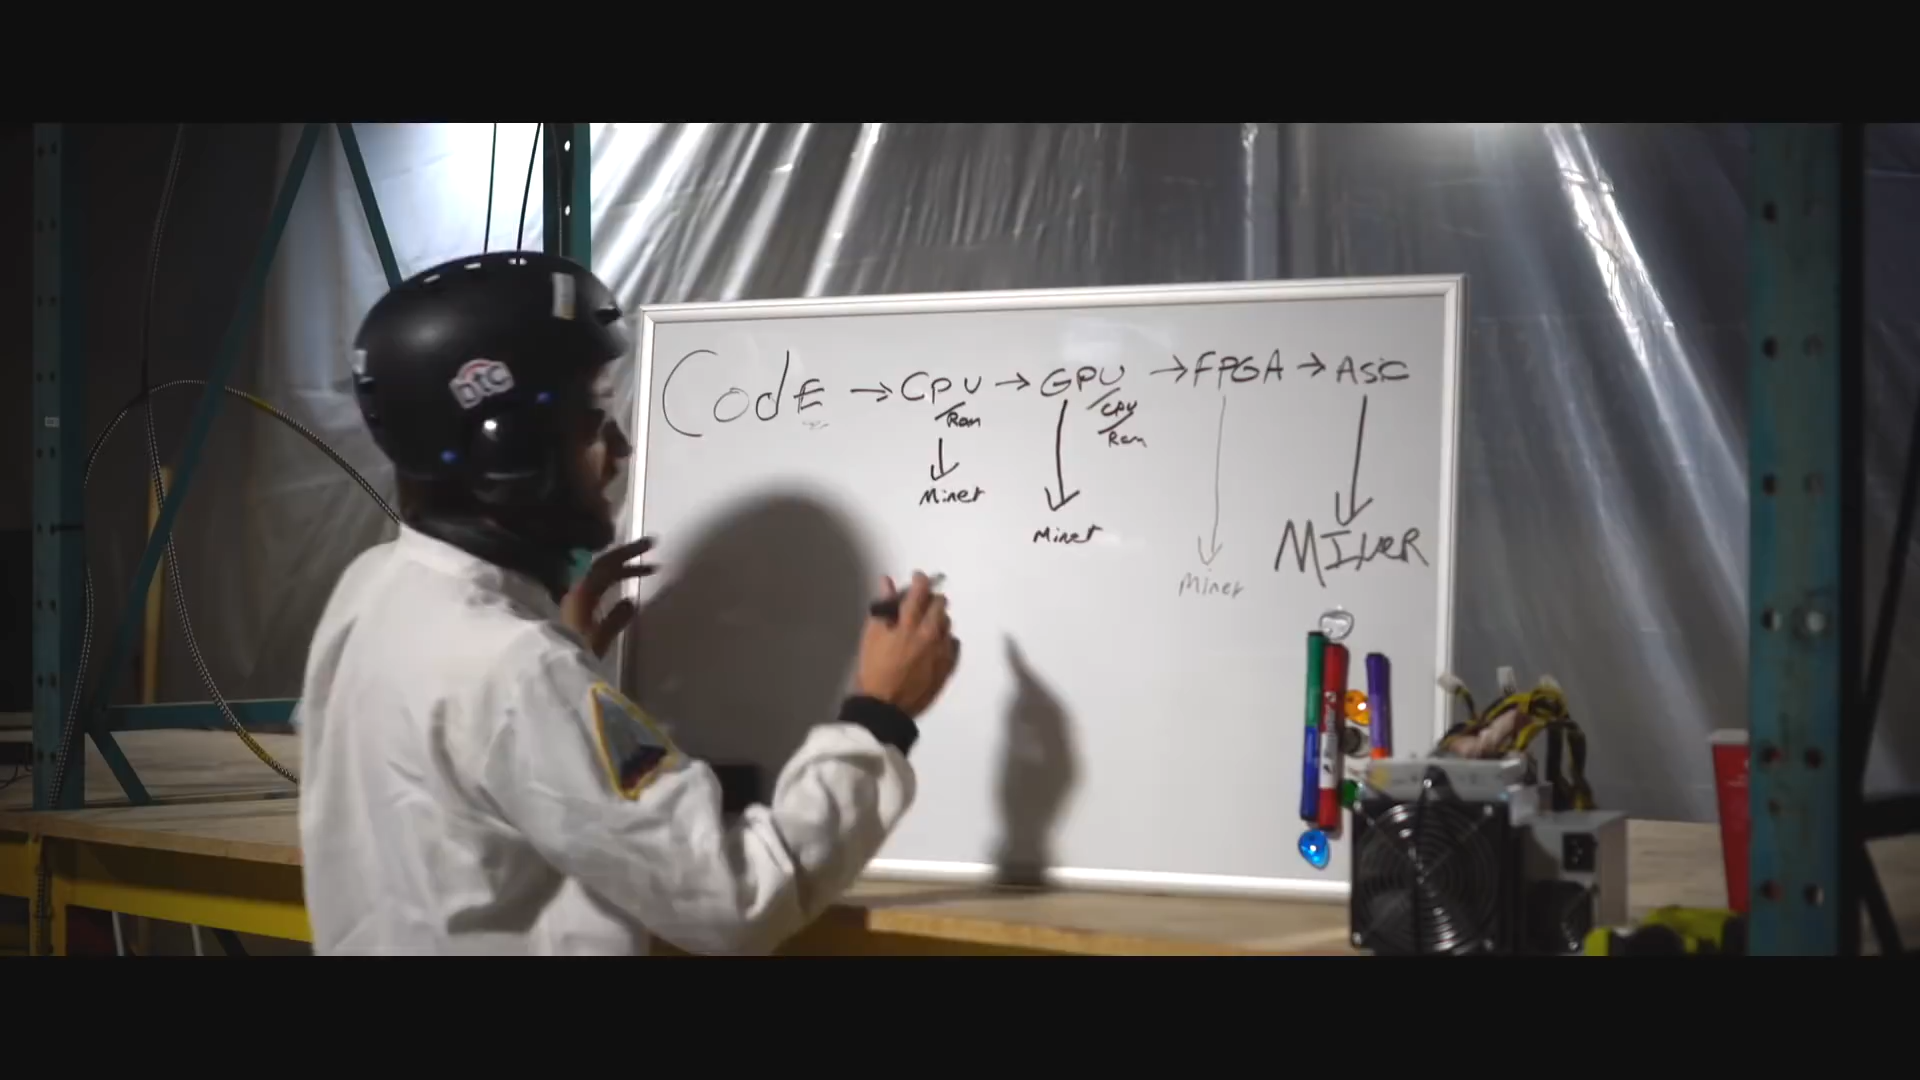 CodE → CPU → GPU → FPGA → ASIC
/Ram
/CPU
/Ram
Miner
Miner
Miner
MINeR
btc